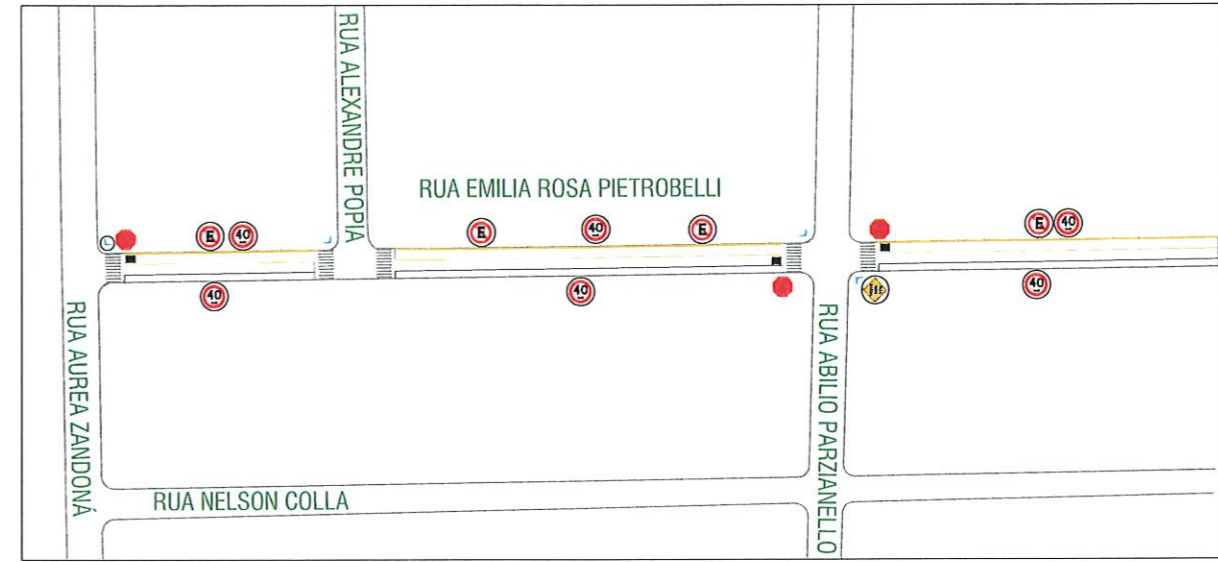 RUA ALEXANDRE POPIA
RUA EMILIA ROSA PIETROBELLI
E
40
E
40
E
E
40
40
40
40
RUA AUREA ZANDONÁ
RUA ABILIO PARZIANELLO
RUA NELSON COLLA